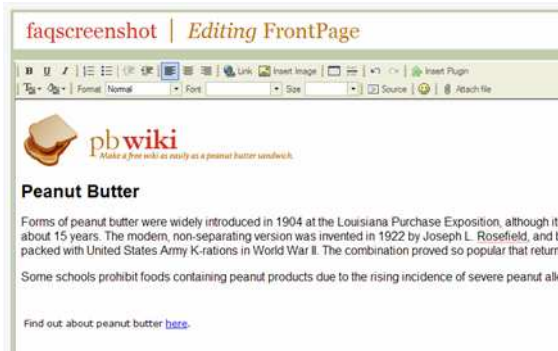 faqscreenshot | Editing FrontPage
B U I Link Insert Image Insert Plugin
Format Normal Font Size Source Attach file
pbwiki
Make a free wiki as easily as a peanut butter sandwich.
Peanut Butter
Forms of peanut butter were widely introduced in 1904 at the Louisiana Purchase Exposition, although it
about 15 years. The modern, non-separating version was invented in 1922 by Joseph L. Rosefield, and
packed with United States Army K-rations in World War II. The combination proved so popular that return
Some schools prohibit foods containing peanut products due to the rising incidence of severe peanut all
Find out about peanut butter here.